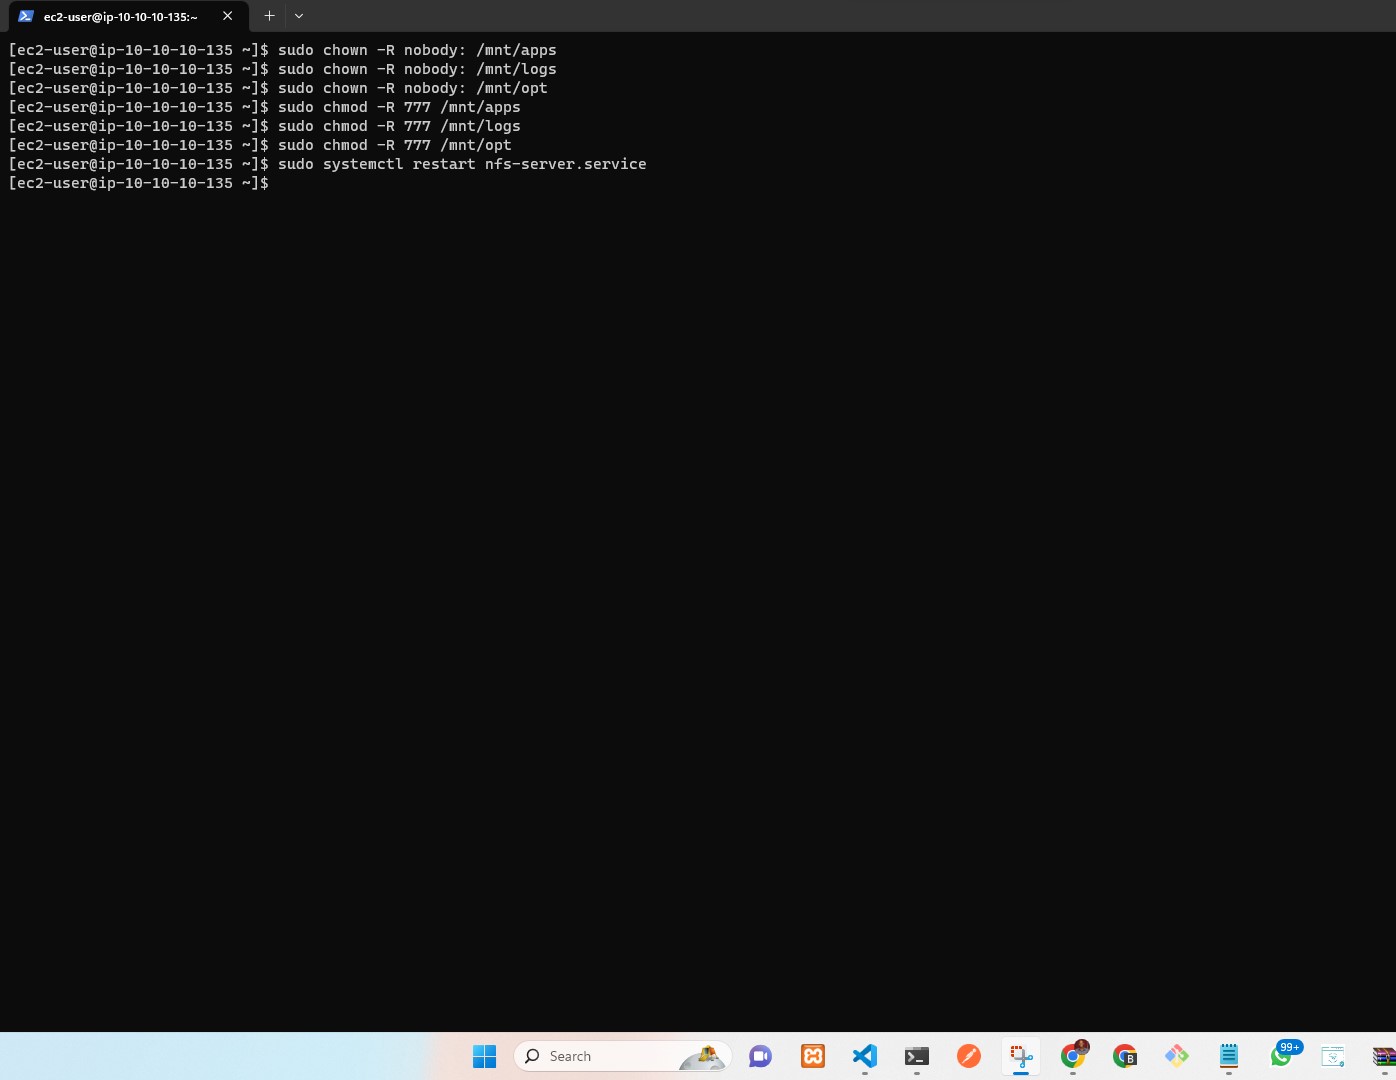 ec2-user@ip-10-10-10-135:~
[ec2-user@ip-10-10-10-135 ~]$ sudo chown -R nobody: /mnt/apps
[ec2-user@ip-10-10-10-135 ~]$ sudo chown -R nobody: /mnt/logs
[ec2-user@ip-10-10-10-135 ~]$ sudo chown -R nobody: /mnt/opt
[ec2-user@ip-10-10-10-135 ~]$ sudo chmod -R 777 /mnt/apps
[ec2-user@ip-10-10-10-135 ~]$ sudo chmod -R 777 /mnt/logs
[ec2-user@ip-10-10-10-135 ~]$ sudo chmod -R 777 /mnt/opt
[ec2-user@ip-10-10-10-135 ~]$ sudo systemctl restart nfs-server.service
[ec2-user@ip-10-10-10-135 ~]$
Search
B
99+